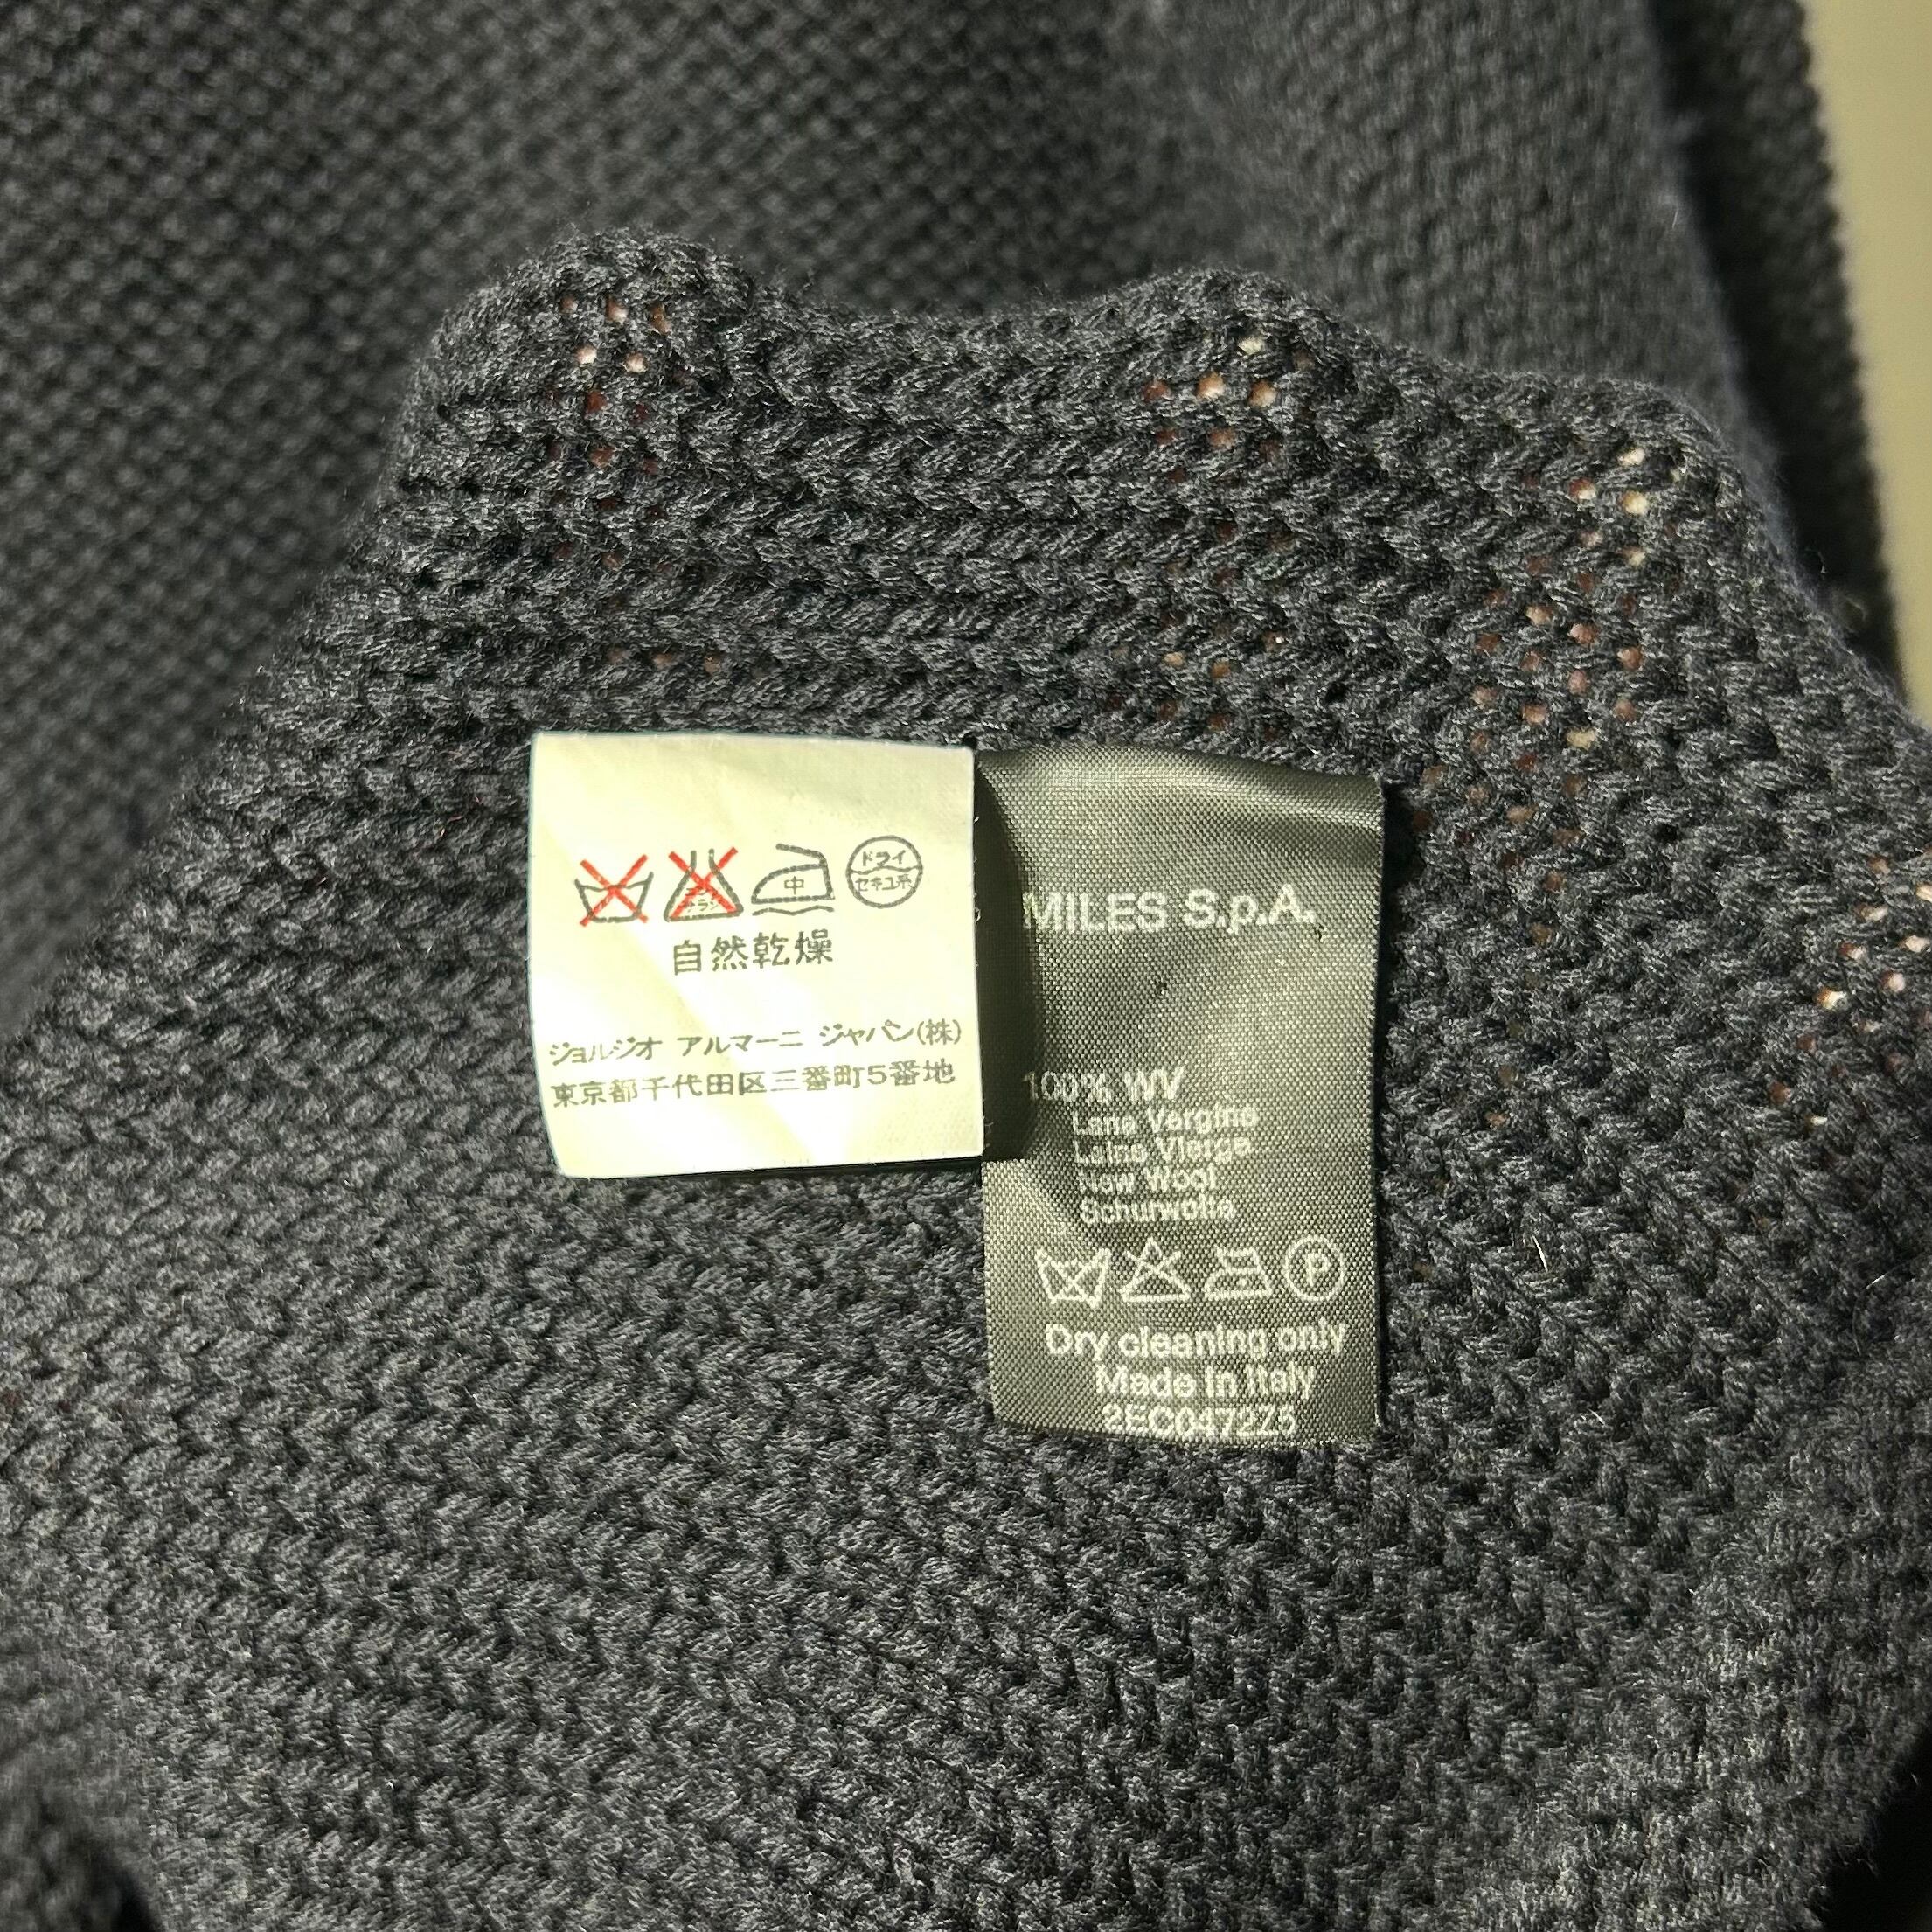 中
ドライ
セキユ系
自然乾燥
ジョルジオ アルマーニ ジャパン(株)
東京都千代田区三番町5番地
MILES S.p.A.
100% WV
Lana Vergine
Laine Vierge
New Wool
Schurwolle
P
Dry cleaning only
Made in Italy